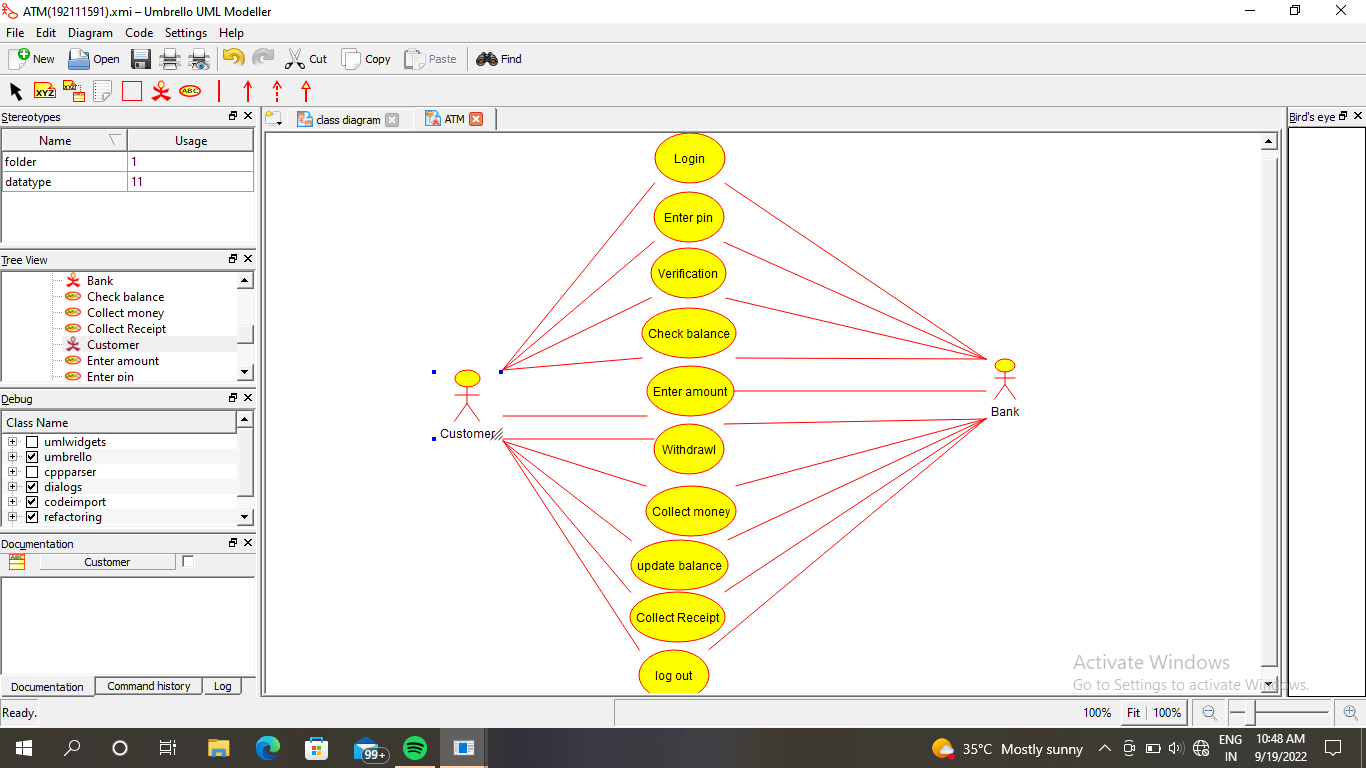 ATM(192111591).xmi – Umbrello UML Modeller
File Edit Diagram Code Settings Help
New Open Cut Copy Paste Find
XYZ XYZ ABC
Stereotypes
Name Usage
folder 1
datatype 11
Tree View
Bank
Check balance
Collect money
Collect Receipt
Customer
Enter amount
Enter pin
Debug
Class Name
umlwidgets
umbrello
cppparser
dialogs
codeimport
refactoring
Documentation
Customer
Documentation Command history Log
class diagram ATM
Login
Enter pin
Verification
Check balance
Enter amount
Withdrawl
Collect money
update balance
Collect Receipt
log out
Customer
Bank
Bird's eye
Activate Windows
Go to Settings to activate Windows.
Ready.
100% Fit 100%
99+
35°C Mostly sunny
ENG
IN
10:48 AM
9/19/2022